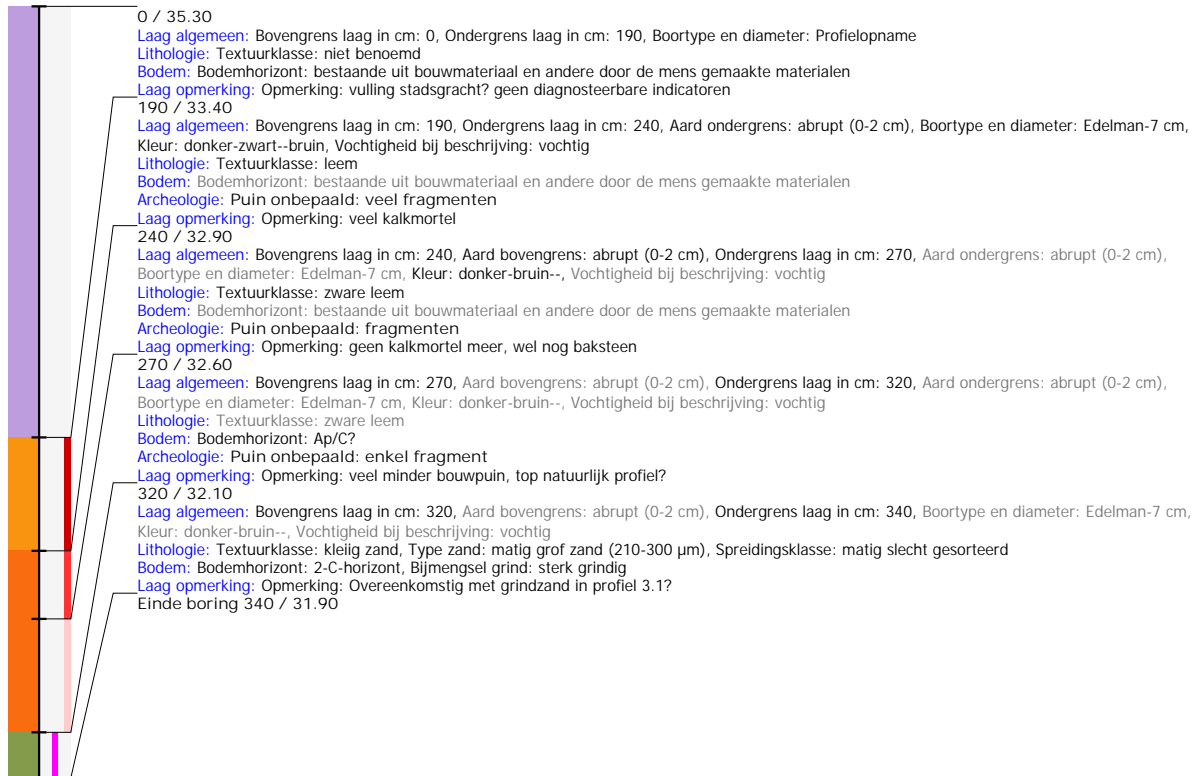 0 / 35.30
Laag algemeen: Bovengrens laag in cm: 0, Ondergrens laag in cm: 190, Boortype en diameter: Profielopname
Lithologie: Textuurklasse: niet benoemd
Bodem: Bodemhorizont: bestaande uit bouwmateriaal en andere door de mens gemaakte materialen
Laag opmerking: Opmerking: vulling stadsgracht? geen diagnosteerbare indicatoren
190 / 33.40
Laag algemeen: Bovengrens laag in cm: 190, Ondergrens laag in cm: 240, Aard ondergrens: abrupt (0-2 cm), Boortype en diameter: Edelman-7 cm,
Kleur: donker-zwart--bruin, Vochtigheid bij beschrijving: vochtig
Lithologie: Textuurklasse: leem
Bodem: Bodemhorizont: bestaande uit bouwmateriaal en andere door de mens gemaakte materialen
Archeologie: Puin onbepaald: veel fragmenten
Laag opmerking: Opmerking: veel kalkmortel
240 / 32.90
Laag algemeen: Bovengrens laag in cm: 240, Aard bovengrens: abrupt (0-2 cm), Ondergrens laag in cm: 270, Aard ondergrens: abrupt (0-2 cm),
Boortype en diameter: Edelman-7 cm, Kleur: donker-bruin--, Vochtigheid bij beschrijving: vochtig
Lithologie: Textuurklasse: zware leem
Bodem: Bodemhorizont: bestaande uit bouwmateriaal en andere door de mens gemaakte materialen
Archeologie: Puin onbepaald: fragmenten
Laag opmerking: Opmerking: geen kalkmortel meer, wel nog baksteen
270 / 32.60
Laag algemeen: Bovengrens laag in cm: 270, Aard bovengrens: abrupt (0-2 cm), Ondergrens laag in cm: 320, Aard ondergrens: abrupt (0-2 cm),
Boortype en diameter: Edelman-7 cm, Kleur: donker-bruin--, Vochtigheid bij beschrijving: vochtig
Lithologie: Textuurklasse: zware leem
Bodem: Bodemhorizont: Ap/C?
Archeologie: Puin onbepaald: enkel fragment
Laag opmerking: Opmerking: veel minder bouwpuin, top natuurlijk profiel?
320 / 32.10
Laag algemeen: Bovengrens laag in cm: 320, Aard bovengrens: abrupt (0-2 cm), Ondergrens laag in cm: 340, Boortype en diameter: Edelman-7 cm,
Kleur: donker-bruin--, Vochtigheid bij beschrijving: vochtig
Lithologie: Textuurklasse: kleiig zand, Type zand: matig grof zand (210-300 µm), Spreidingsklasse: matig slecht gesorteerd
Bodem: Bodemhorizont: 2-C-horizont, Bijmengsel grind: sterk grindig
Laag opmerking: Opmerking: Overeenkomstig met grindzand in profiel 3.1?
Einde boring 340 / 31.90